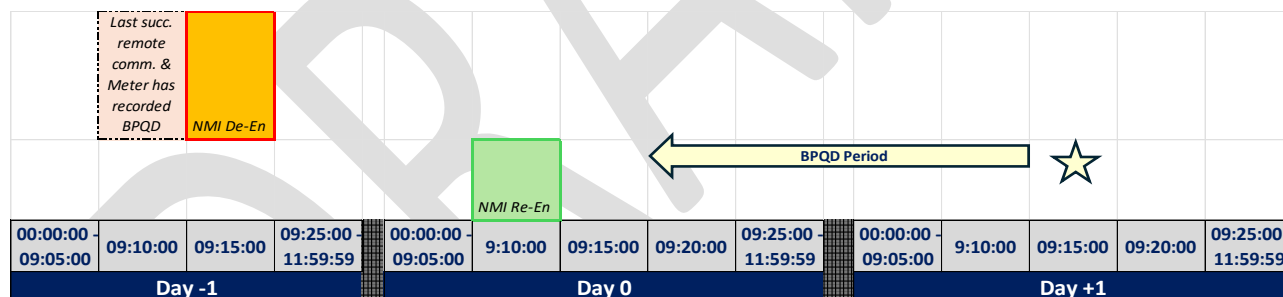 Last succ.
remote
comm. &
Meter has
recorded
BPQD
NMI De-En
BPQD Period
NMI Re-En
00:00:00 -
09:05:00
09:10:00
09:15:00
09:25:00 -
11:59:59
00:00:00 -
09:05:00
9:10:00
09:15:00
09:20:00
09:25:00 -
11:59:59
00:00:00 -
09:05:00
9:10:00
09:15:00
09:20:00
09:25:00 -
11:59:59
Day -1
Day 0
Day +1